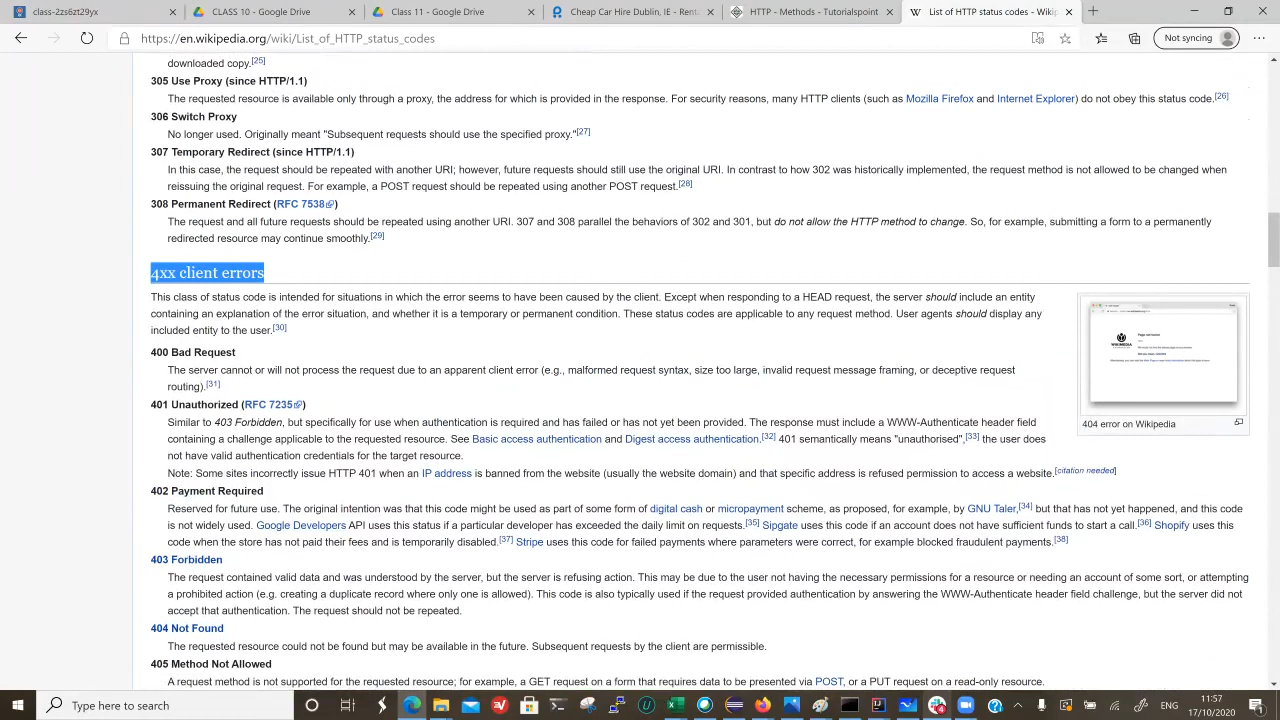 class-zzs6zt29yx
CLASS 10 - Google Drive
Class 11 - Google Drive
Cheap Car Hire Dublin, IE - Rent
HTTP - Methods - Tutorialspoint
List of HTTP status codes - Wikip
https://en.wikipedia.org/wiki/List_of_HTTP_status_codes
Not syncing
downloaded copy.[25]
305 Use Proxy (since HTTP/1.1)
The requested resource is available only through a proxy, the address for which is provided in the response. For security reasons, many HTTP clients (such as Mozilla Firefox and Internet Explorer) do not obey this status code.[26]
306 Switch Proxy
No longer used. Originally meant "Subsequent requests should use the specified proxy."[27]
307 Temporary Redirect (since HTTP/1.1)
In this case, the request should be repeated with another URI; however, future requests should still use the original URI. In contrast to how 302 was historically implemented, the request method is not allowed to be changed when
reissuing the original request. For example, a POST request should be repeated using another POST request.[28]
308 Permanent Redirect (RFC 7538)
The request and all future requests should be repeated using another URI. 307 and 308 parallel the behaviors of 302 and 301, but do not allow the HTTP method to change. So, for example, submitting a form to a permanently
redirected resource may continue smoothly.[29]
4xx client errors
This class of status code is intended for situations in which the error seems to have been caused by the client. Except when responding to a HEAD request, the server should include an entity
containing an explanation of the error situation, and whether it is a temporary or permanent condition. These status codes are applicable to any request method. User agents should display any
included entity to the user.[30]
400 Bad Request
The server cannot or will not process the request due to an apparent client error (e.g., malformed request syntax, size too large, invalid request message framing, or deceptive request
routing).[31]
401 Unauthorized (RFC 7235)
Similar to 403 Forbidden, but specifically for use when authentication is required and has failed or has not yet been provided. The response must include a WWW-Authenticate header field
containing a challenge applicable to the requested resource. See Basic access authentication and Digest access authentication.[32] 401 semantically means "unauthorised",[33] the user does
not have valid authentication credentials for the target resource.
Note: Some sites incorrectly issue HTTP 401 when an IP address is banned from the website (usually the website domain) and that specific address is refused permission to access a website.[citation needed]
WIKIMEDIA
404 error on Wikipedia
402 Payment Required
Reserved for future use. The original intention was that this code might be used as part of some form of digital cash or micropayment scheme, as proposed, for example, by GNU Taler,[34] but that has not yet happened, and this code
is not widely used. Google Developers API uses this status if a particular developer has exceeded the daily limit on requests.[35] Sipgate uses this code if an account does not have sufficient funds to start a call.[36] Shopify uses this
code when the store has not paid their fees and is temporarily disabled.[37] Stripe uses this code for failed payments where parameters were correct, for example blocked fraudulent payments.[38]
403 Forbidden
The request contained valid data and was understood by the server, but the server is refusing action. This may be due to the user not having the necessary permissions for a resource or needing an account of some sort, or attempting
a prohibited action (e.g. creating a duplicate record where only one is allowed). This code is also typically used if the request provided authentication by answering the WWW-Authenticate header field challenge, but the server did not
accept that authentication. The request should not be repeated.
404 Not Found
The requested resource could not be found but may be available in the future. Subsequent requests by the client are permissible.
405 Method Not Allowed
A request method is not supported for the requested resource; for example, a GET request on a form that requires data to be presented via POST, or a PUT request on a read-only resource.
Type here to search
ENG
11:57
17/10/2020